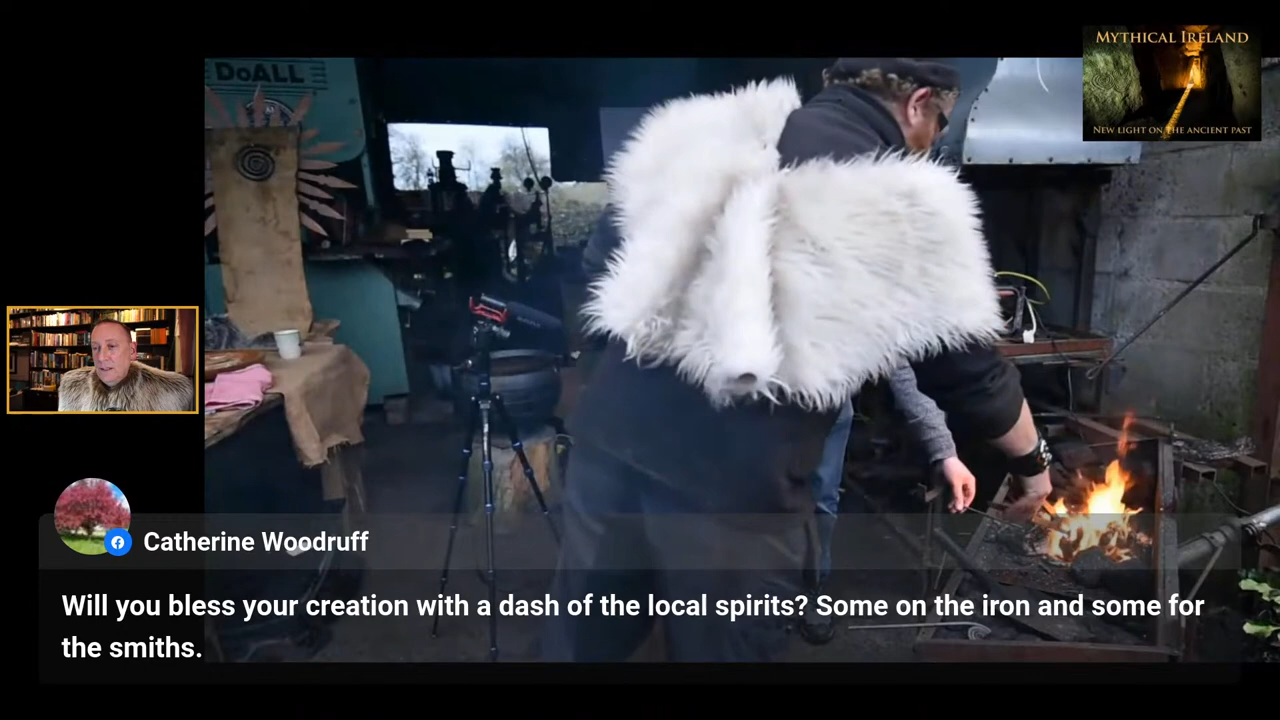 DoALL
MYTHICAL IRELAND
NEW LIGHT ON THE ANCIENT PAST
Catherine Woodruff
Will you bless your creation with a dash of the local spirits? Some on the iron and some for
the smiths.